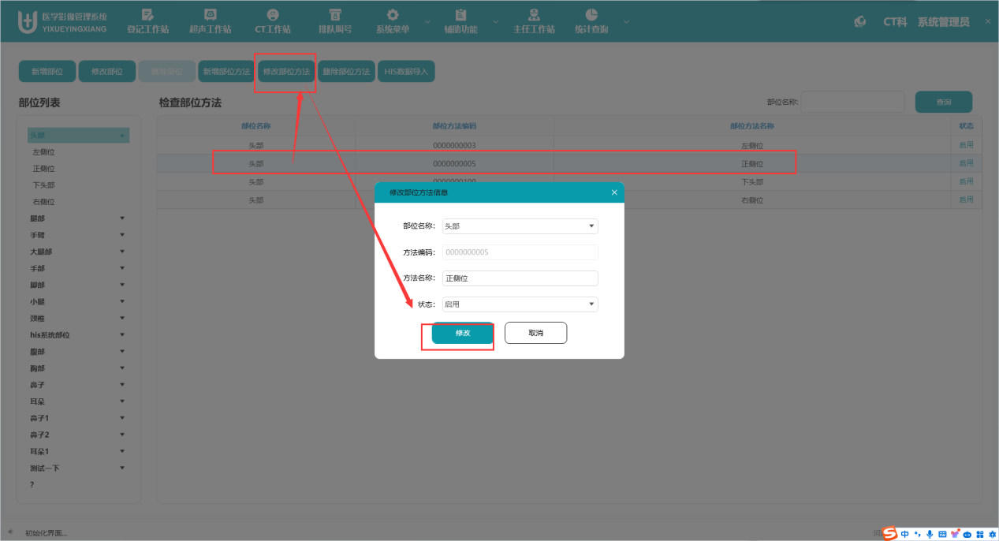 医学影像管理系统
YIXUEYINGXIANG
登记工作站 超声工作站 CT工作站 排队叫号 系统菜单 辅助功能 主任工作站 统计查询
CT科 系统管理员
新增部位 修改部位 删除部位 新增部位方法 修改部位方法 删除部位方法 HIS数据导入
部位列表 检查部位方法 部位名称: 查询
部位名称 部位方法编码 部位方法名称 状态
头部 0000000003 左侧位 启用
头部 0000000005 正侧位 启用
头部 0000000100 下头部 启用
头部 右侧位 启用
头部
左侧位
正侧位
下头部
右侧位
腿部
手臂
大腿部
手部
脚部
小腿
颈椎
his系统部位
腹部
胸部
鼻子
耳朵
鼻子1
鼻子2
耳朵1
测试一下
?
修改部位方法信息
部位名称: 头部
方法编码: 0000000005
方法名称: 正侧位
状态: 启用
修改 取消
初始化界面...
中